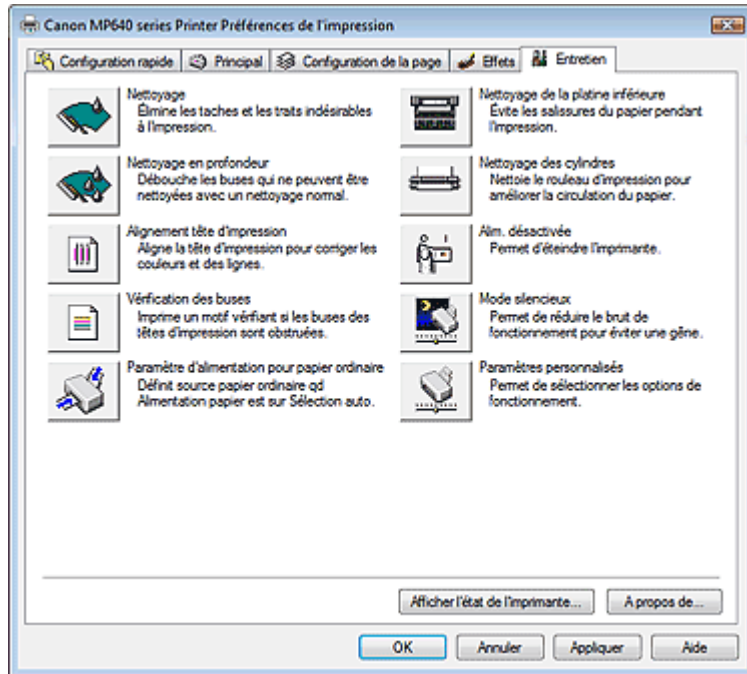 Canon MP640 series Printer Préférences de l'impression
Configuration rapide
Principal
Configuration de la page
Effets
Entretien
Nettoyage
Élimine les taches et les traits indésirables
à l'impression.
Nettoyage de la platine inférieure
Évite les salissures du papier pendant
l'impression.
Nettoyage en profondeur
Débouche les buses qui ne peuvent être
nettoyées avec un nettoyage normal.
Nettoyage des cylindres
Nettoie le rouleau d'impression pour
améliorer la circulation du papier.
Alignement tête d'impression
Aligne la tête d'impression pour corriger les
couleurs et des lignes.
Alim. désactivée
Permet d'éteindre l'imprimante.
Vérification des buses
Imprime un motif vérifiant si les buses des
têtes d'impression sont obstruées.
Mode silencieux
Permet de réduire le bruit de
fonctionnement pour éviter une gêne.
Paramètre d'alimentation pour papier ordinaire
Définit source papier ordinaire qd
Alimentation papier est sur Sélection auto.
Paramètres personnalisés
Permet de sélectionner les options de
fonctionnement.
Afficher l'état de l'imprimante...
A propos de...
OK
Annuler
Appliquer
Aide